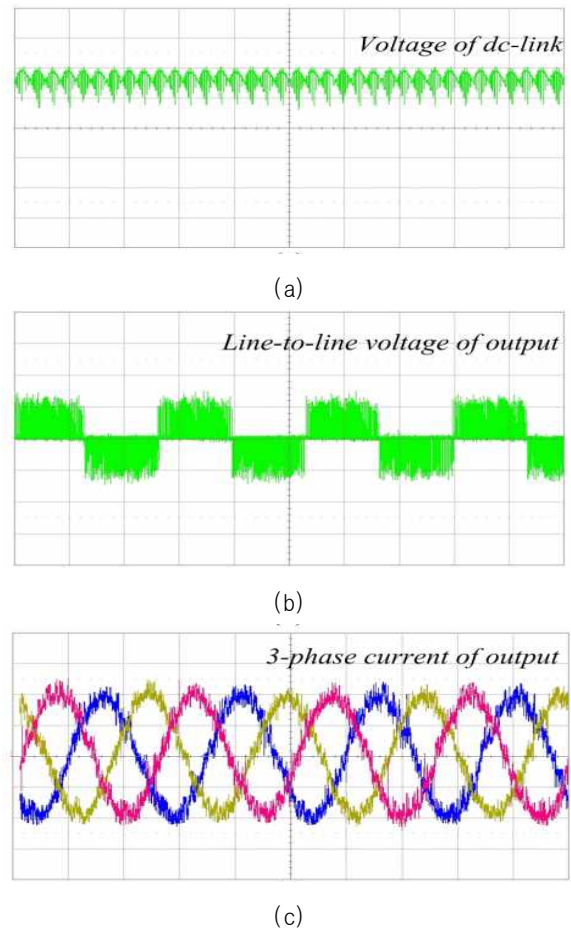 Voltage of dc-link
(a)
Line-to-line voltage of output
(b)
3-phase current of output
(c)